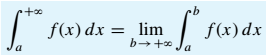 ∫_a^{+∞} f(x) dx = lim_{b→+∞} ∫_a^b f(x) dx